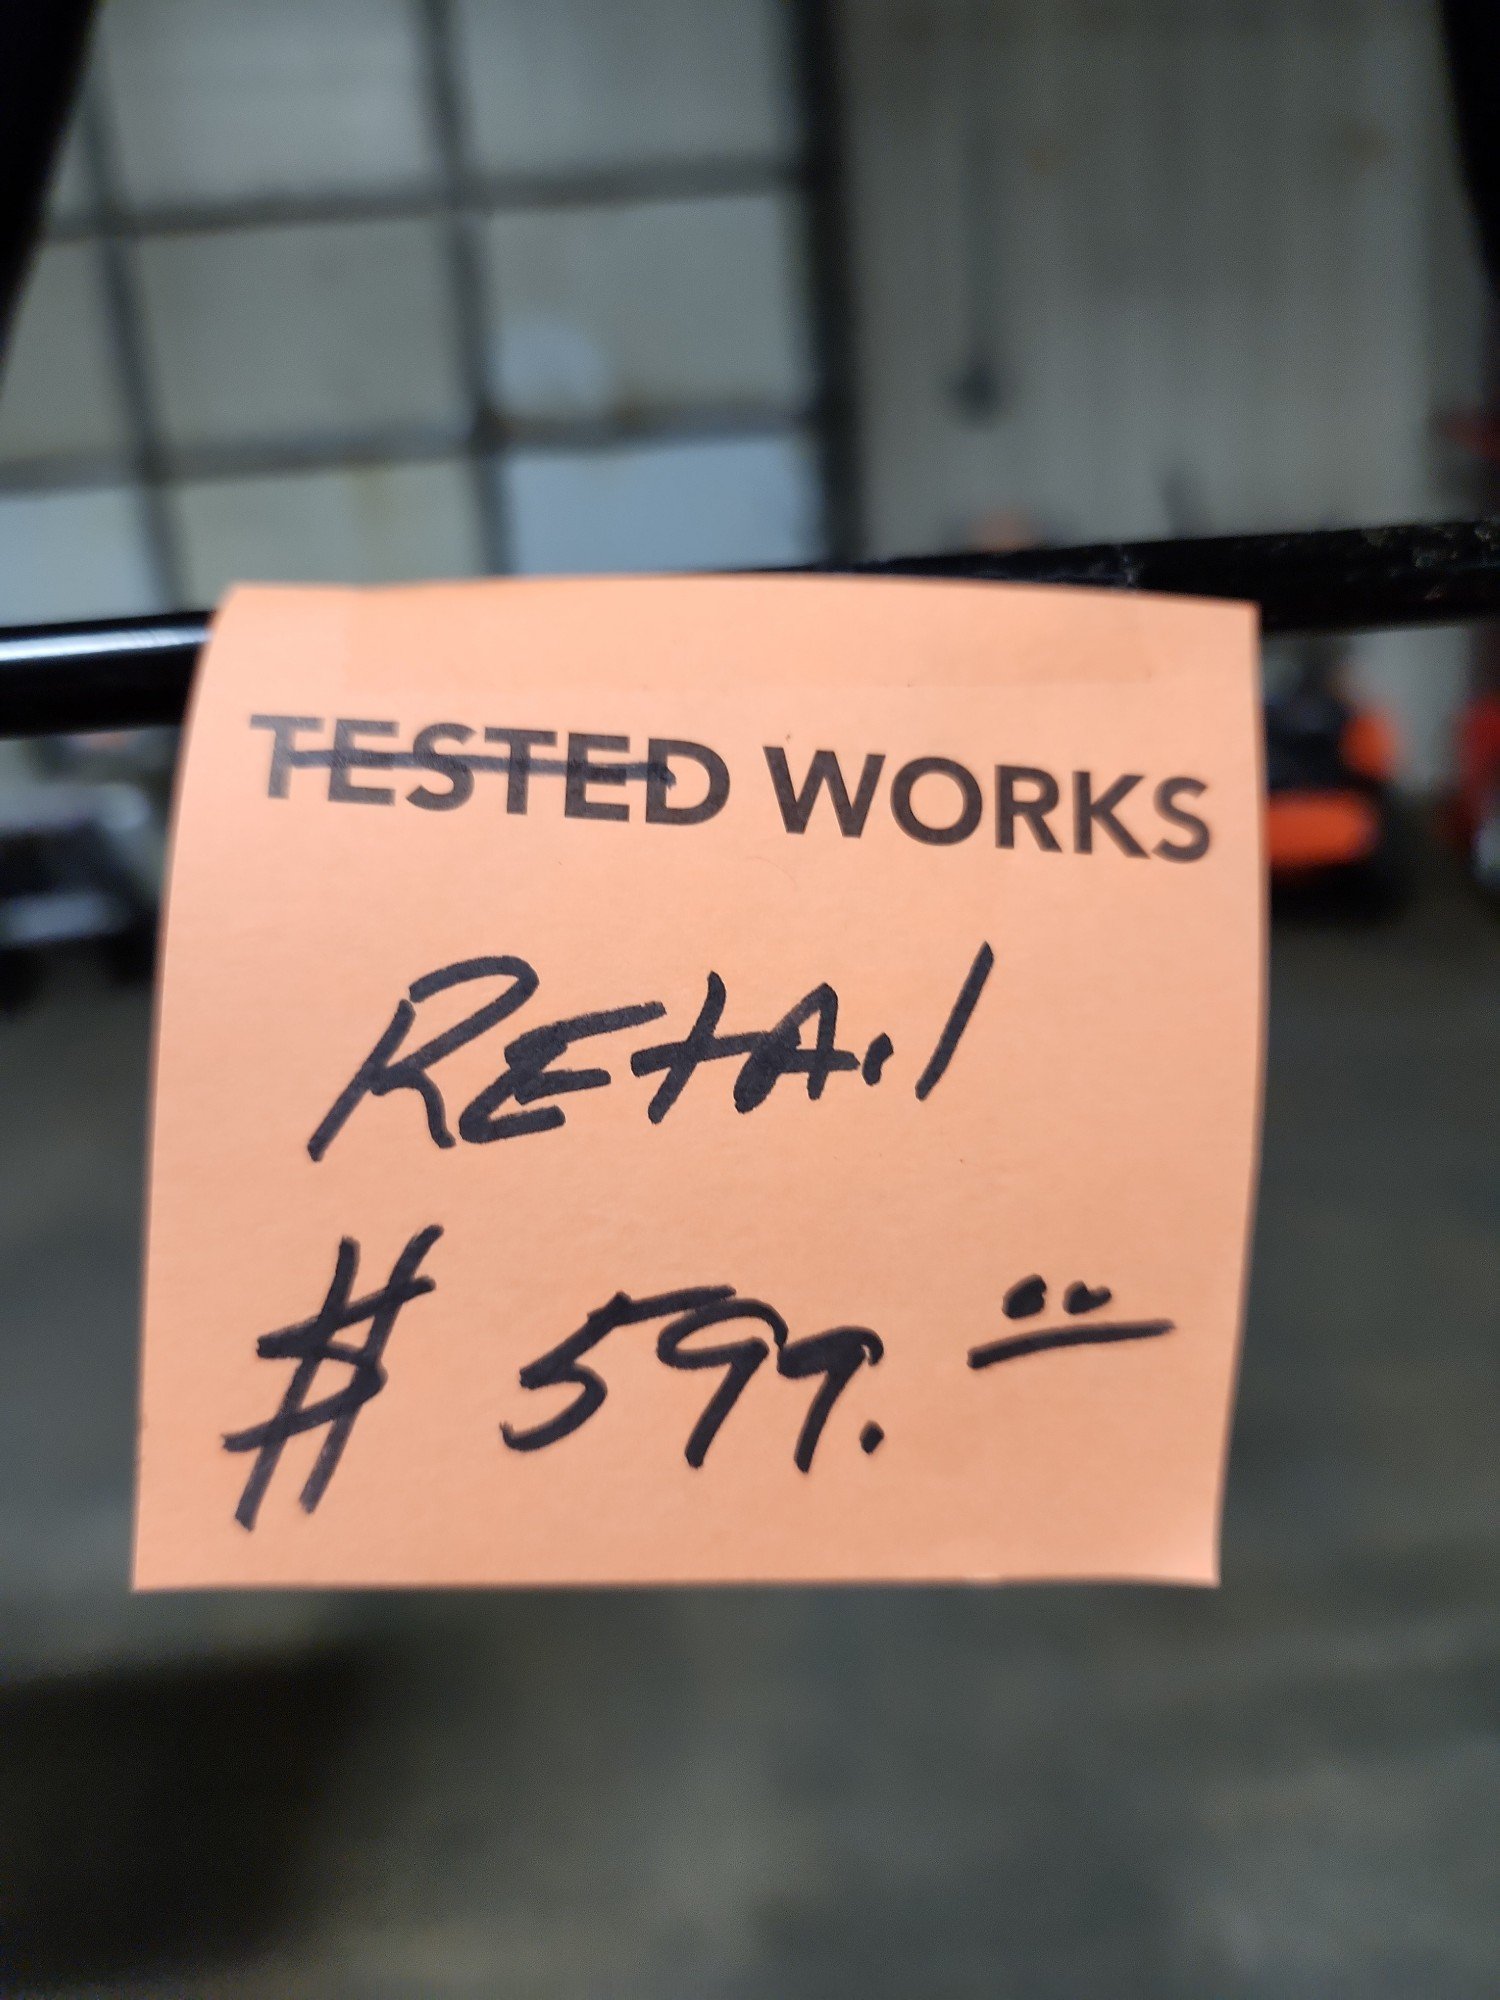 TESTED WORKS
RETAIL
$ 599.00